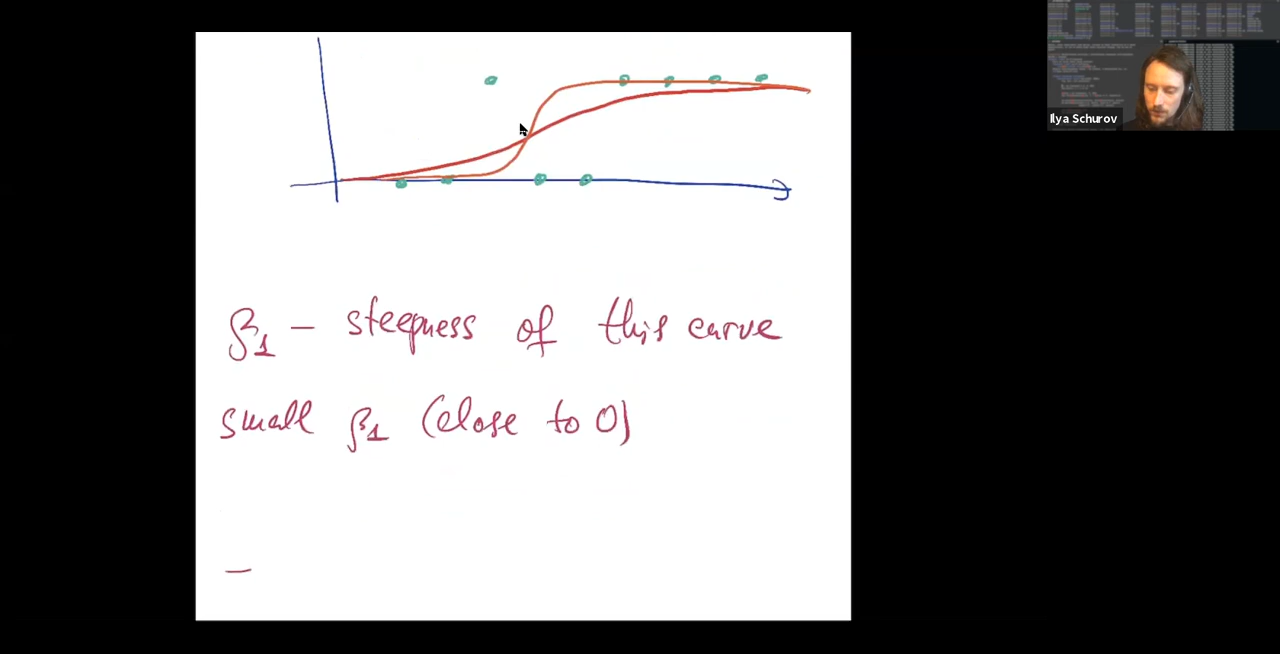 β1 – steepness of this curve
small β1 (close to 0)
–
Ilya Schurov